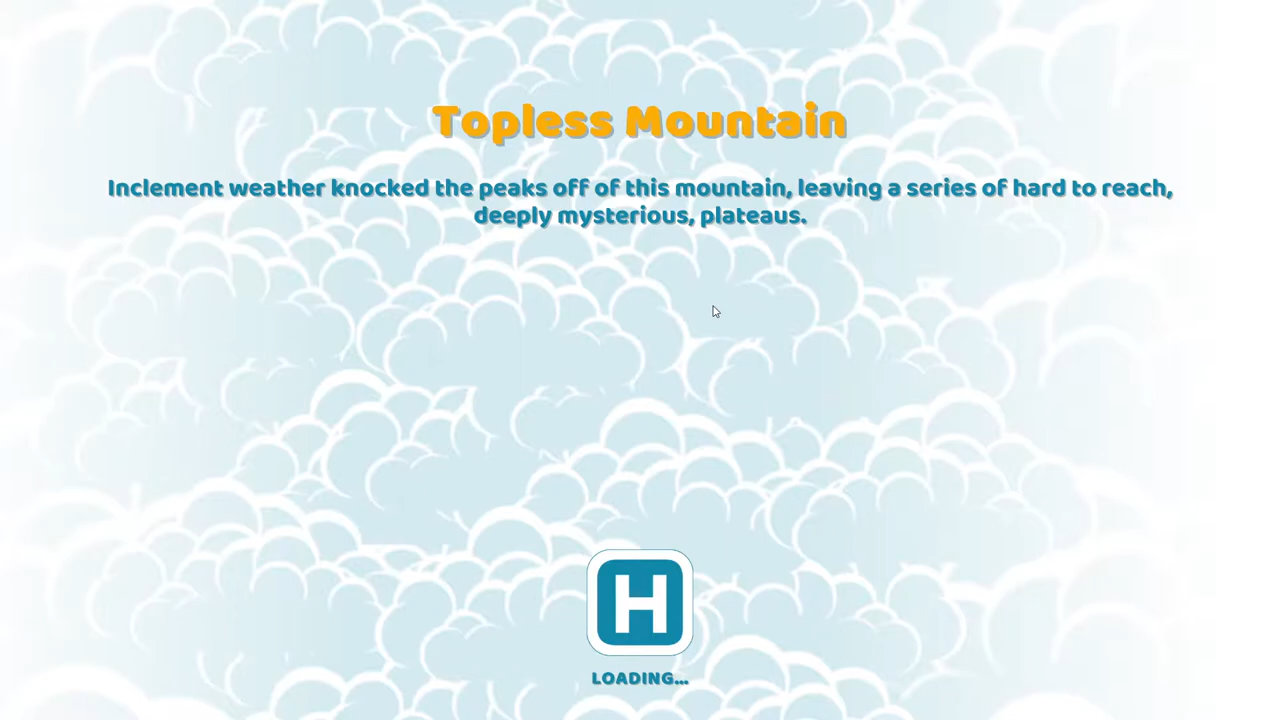 Topless Mountain
Inclement weather knocked the peaks off of this mountain, leaving a series of hard to reach,
deeply mysterious, plateaus.
H
LOADING...